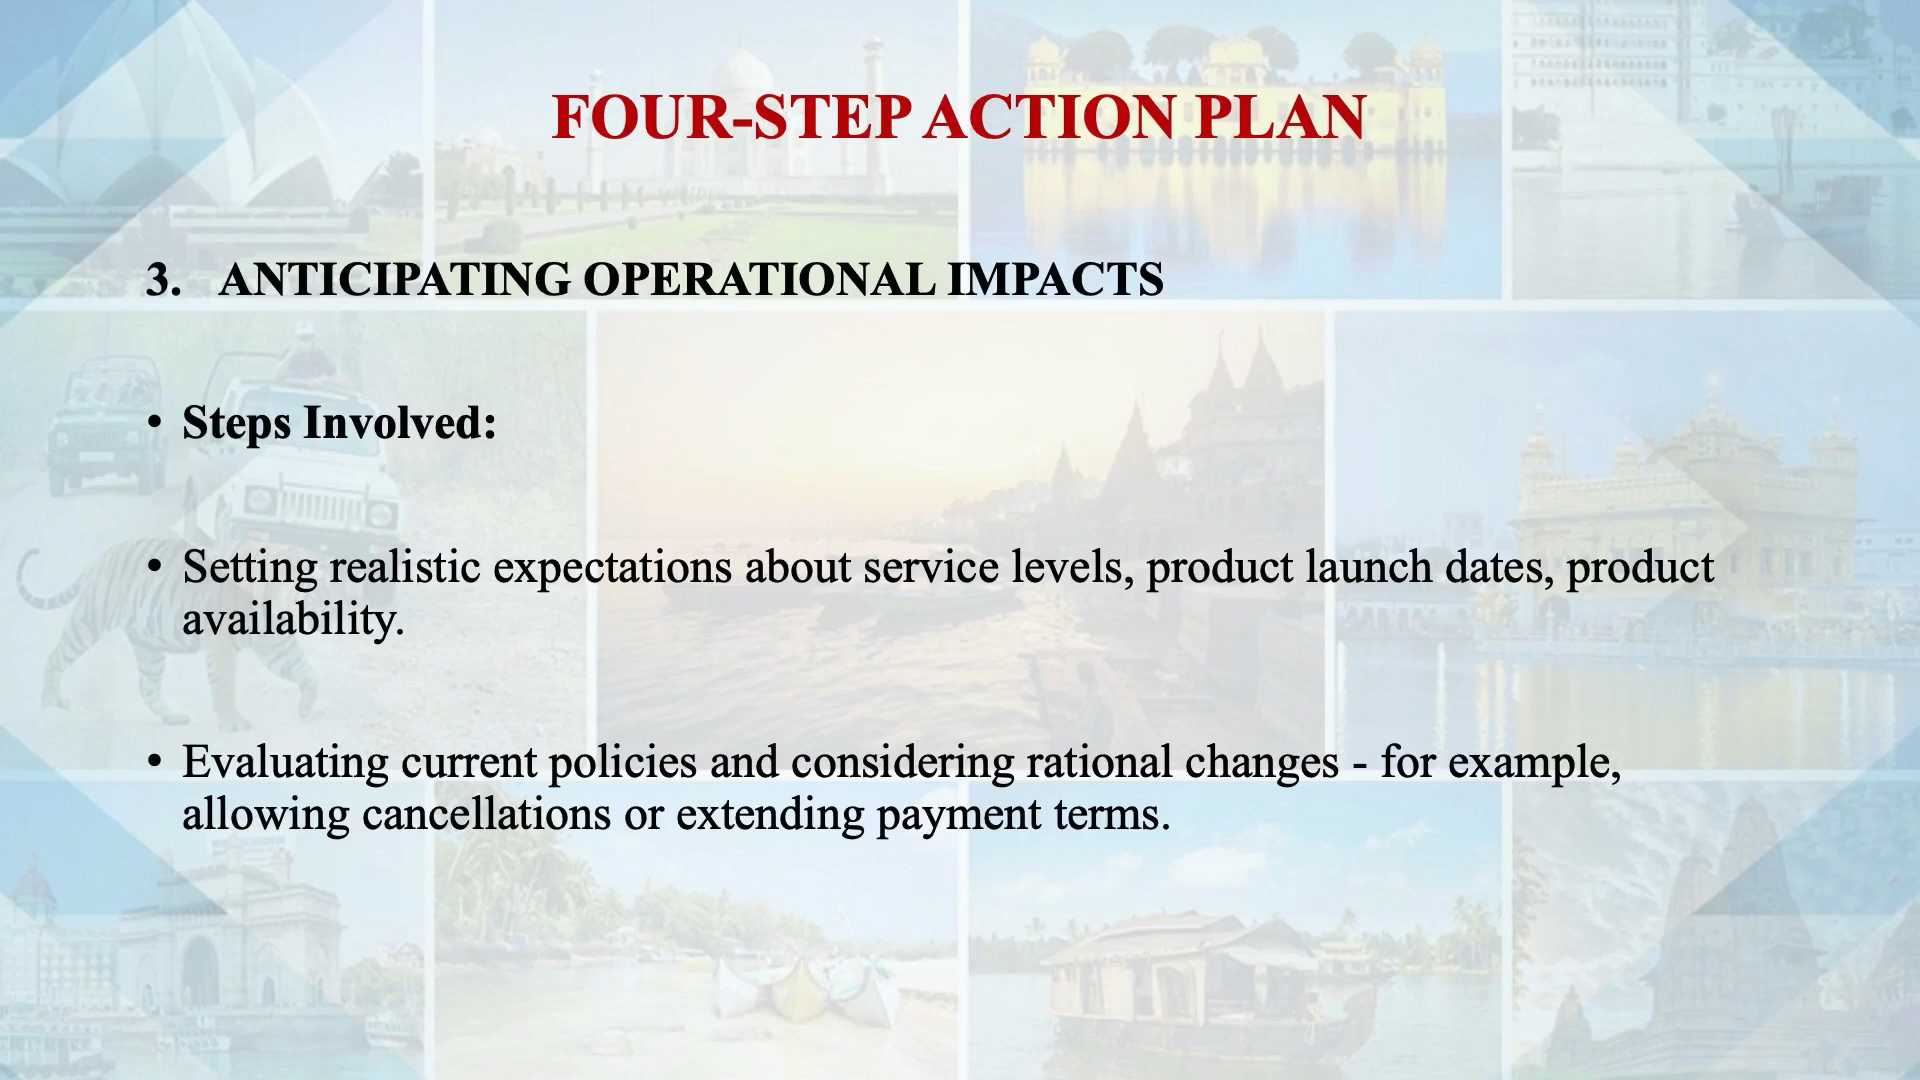 FOUR-STEP ACTION PLAN
3. ANTICIPATING OPERATIONAL IMPACTS
• Steps Involved:
• Setting realistic expectations about service levels, product launch dates, product
availability.
• Evaluating current policies and considering rational changes - for example,
allowing cancellations or extending payment terms.